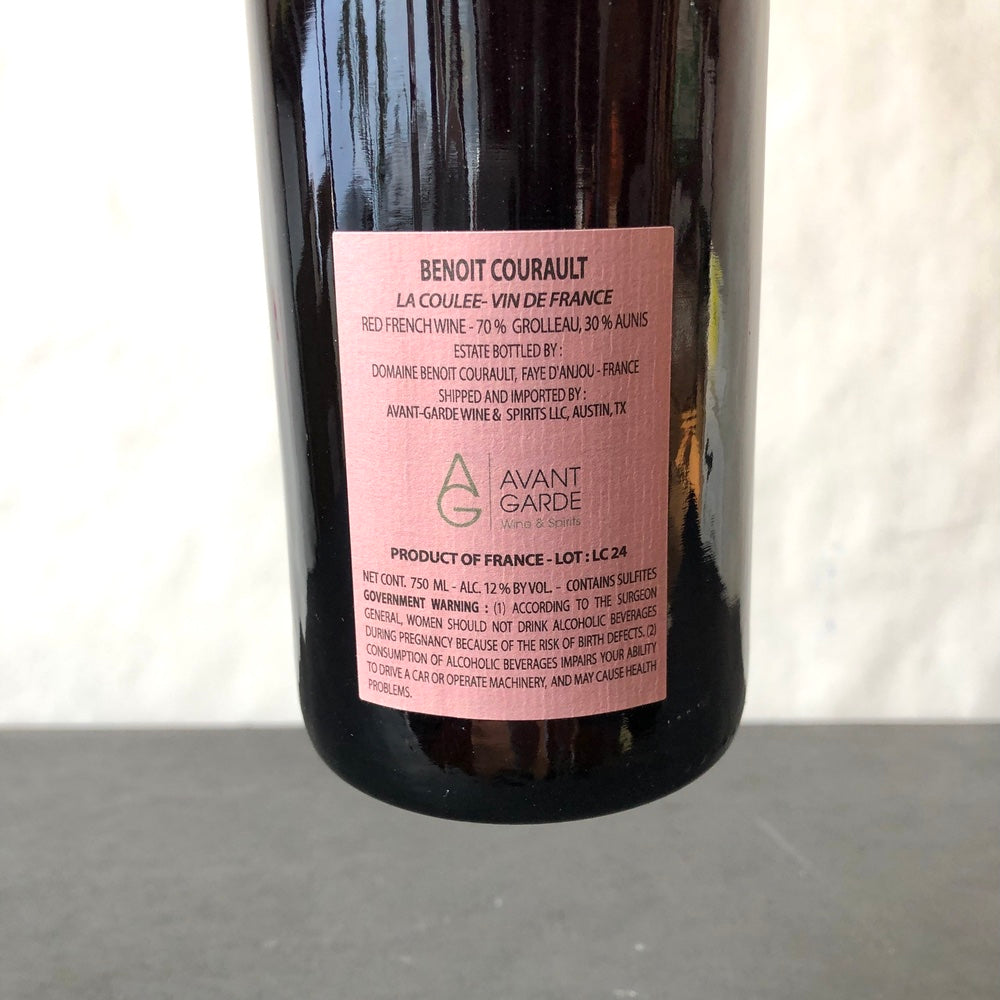 BENOIT COURAULT
LA COULEE- VIN DE FRANCE
RED FRENCH WINE - 70 % GROLLEAU, 30 % AUNIS
ESTATE BOTTLED BY :
DOMAINE BENOIT COURAULT, FAYE D'ANJOU - FRANCE
SHIPPED AND IMPORTED BY :
AVANT-GARDE WINE & SPIRITS LLC, AUSTIN, TX
AG
AVANT
GARDE
Wine & Spirits
PRODUCT OF FRANCE - LOT : LC 24
NET CONT. 750 ML - ALC. 12 % BY VOL. - CONTAINS SULFITES
GOVERNMENT WARNING : (1) ACCORDING TO THE SURGEON
GENERAL, WOMEN SHOULD NOT DRINK ALCOHOLIC BEVERAGES
DURING PREGNANCY BECAUSE OF THE RISK OF BIRTH DEFECTS. (2)
CONSUMPTION OF ALCOHOLIC BEVERAGES IMPAIRS YOUR ABILITY
TO DRIVE A CAR OR OPERATE MACHINERY, AND MAY CAUSE HEALTH
PROBLEMS.